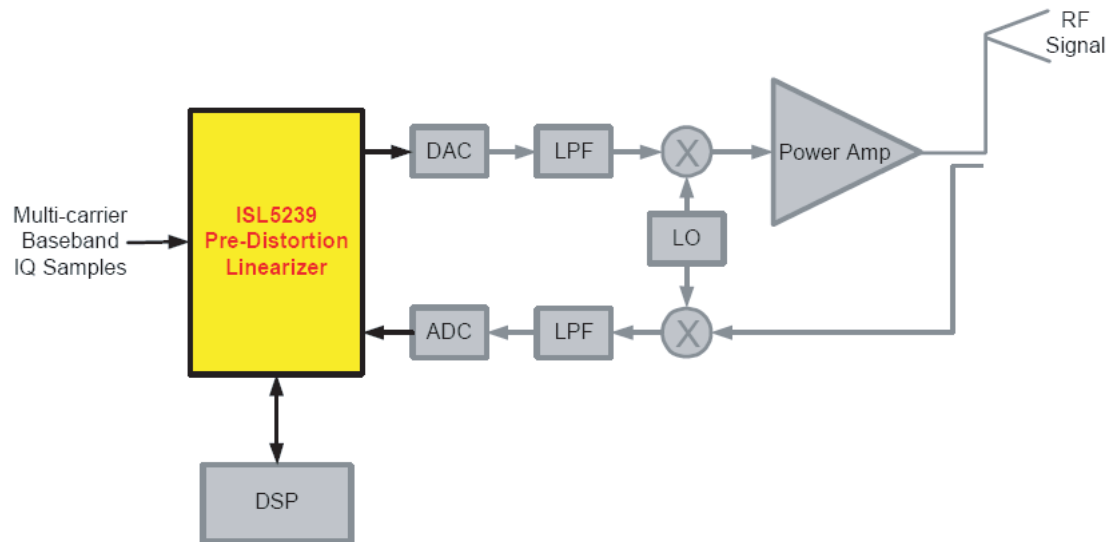 RF
Signal
DAC
LPF
X
Power Amp
Multi-carrier
Baseband
IQ Samples
ISL5239
Pre-Distortion
Linearizer
LO
ADC
LPF
X
DSP